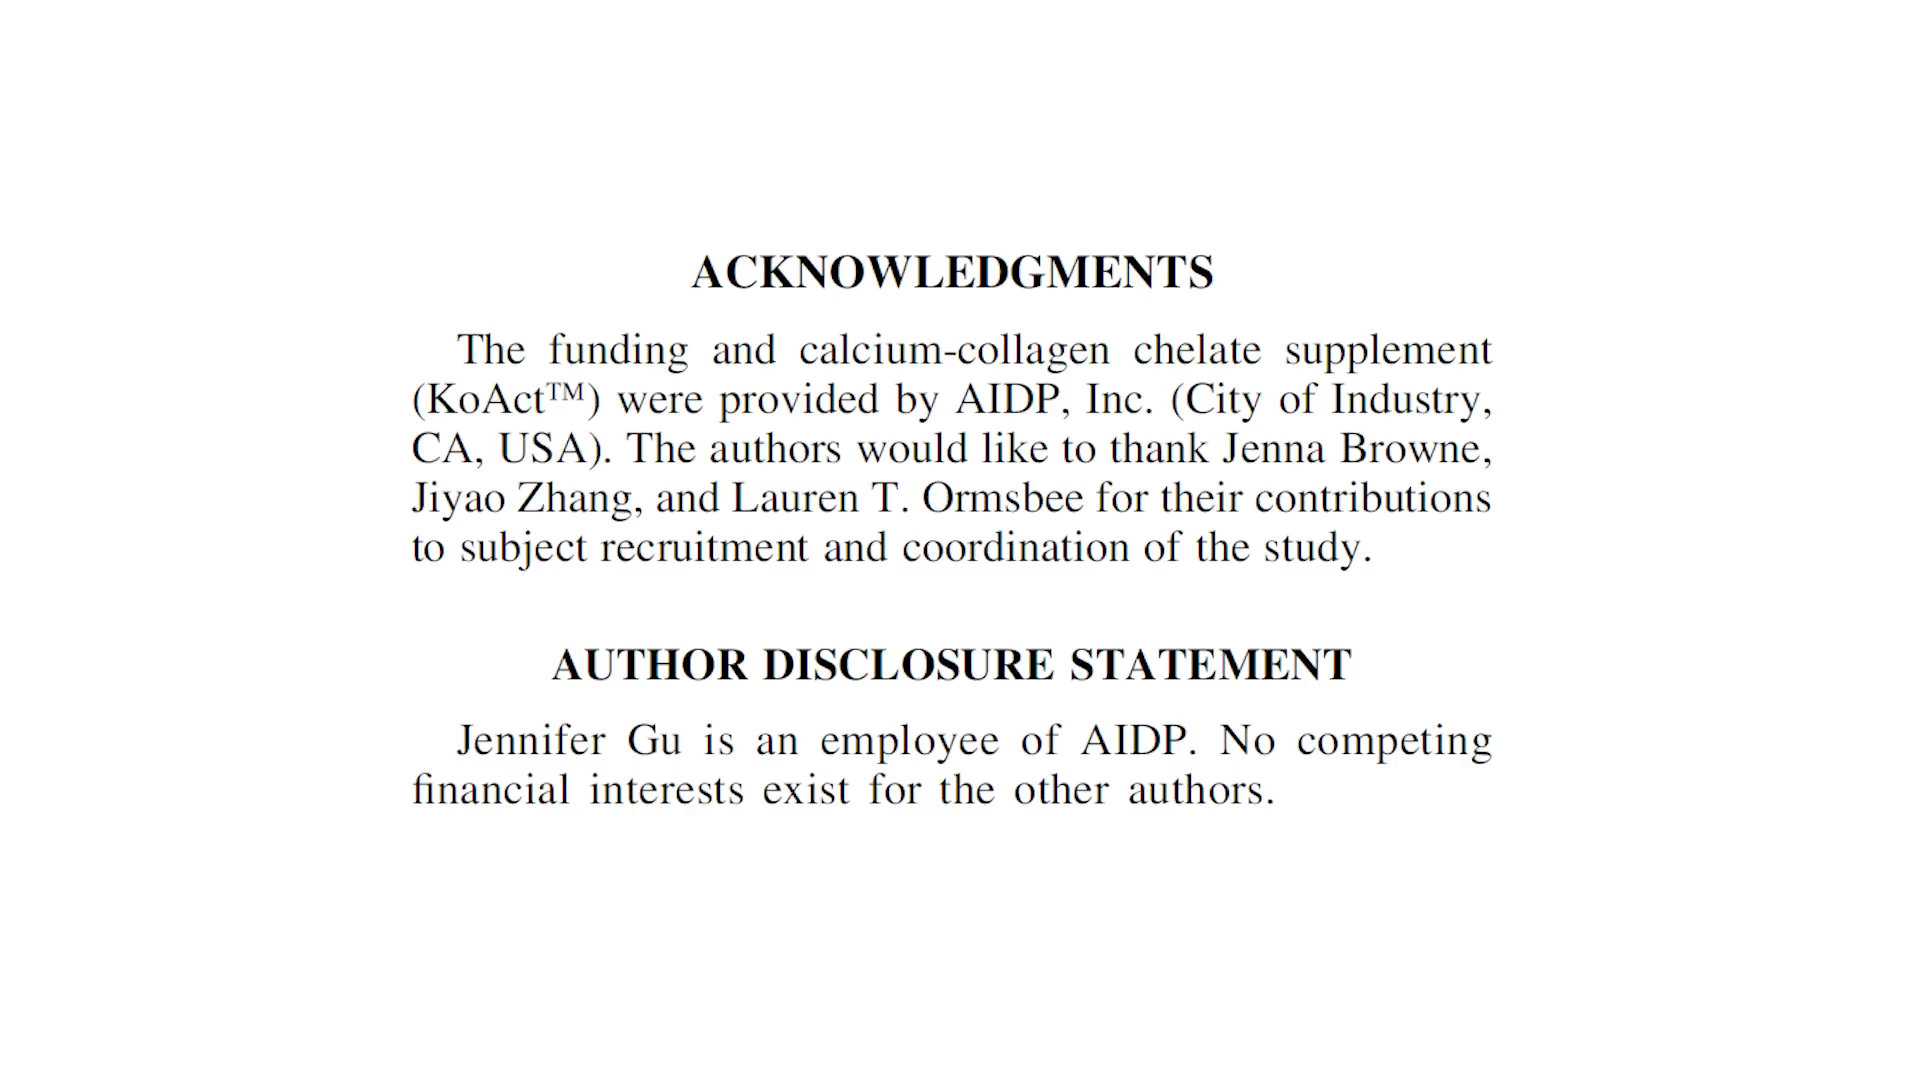 ACKNOWLEDGMENTS
The funding and calcium-collagen chelate supplement
(KoAct™) were provided by AIDP, Inc. (City of Industry,
CA, USA). The authors would like to thank Jenna Browne,
Jiyao Zhang, and Lauren T. Ormsbee for their contributions
to subject recruitment and coordination of the study.
AUTHOR DISCLOSURE STATEMENT
Jennifer Gu is an employee of AIDP. No competing
financial interests exist for the other authors.